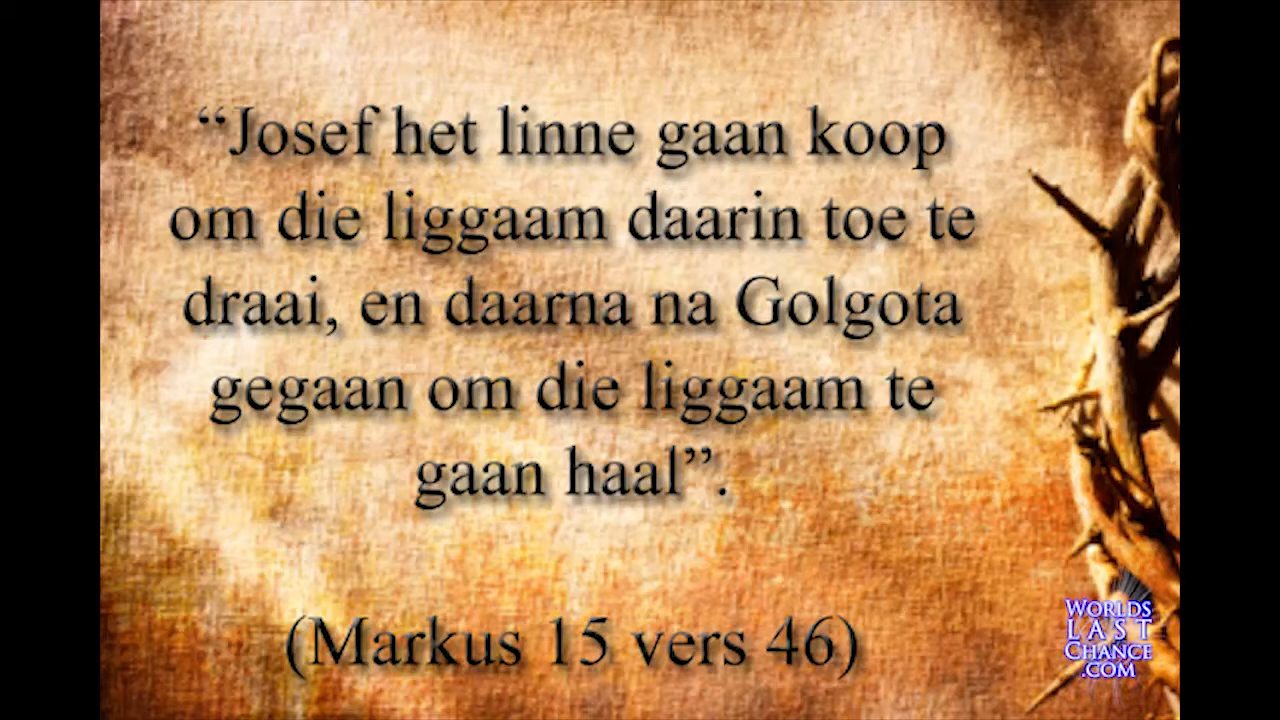 “Josef het linne gaan koop
om die liggaam daarin toe te
draai, en daarna na Golgota
gegaan om die liggaam te
gaan haal”.
(Markus 15 vers 46)
WORLDS
LAST
CHANCE
.COM